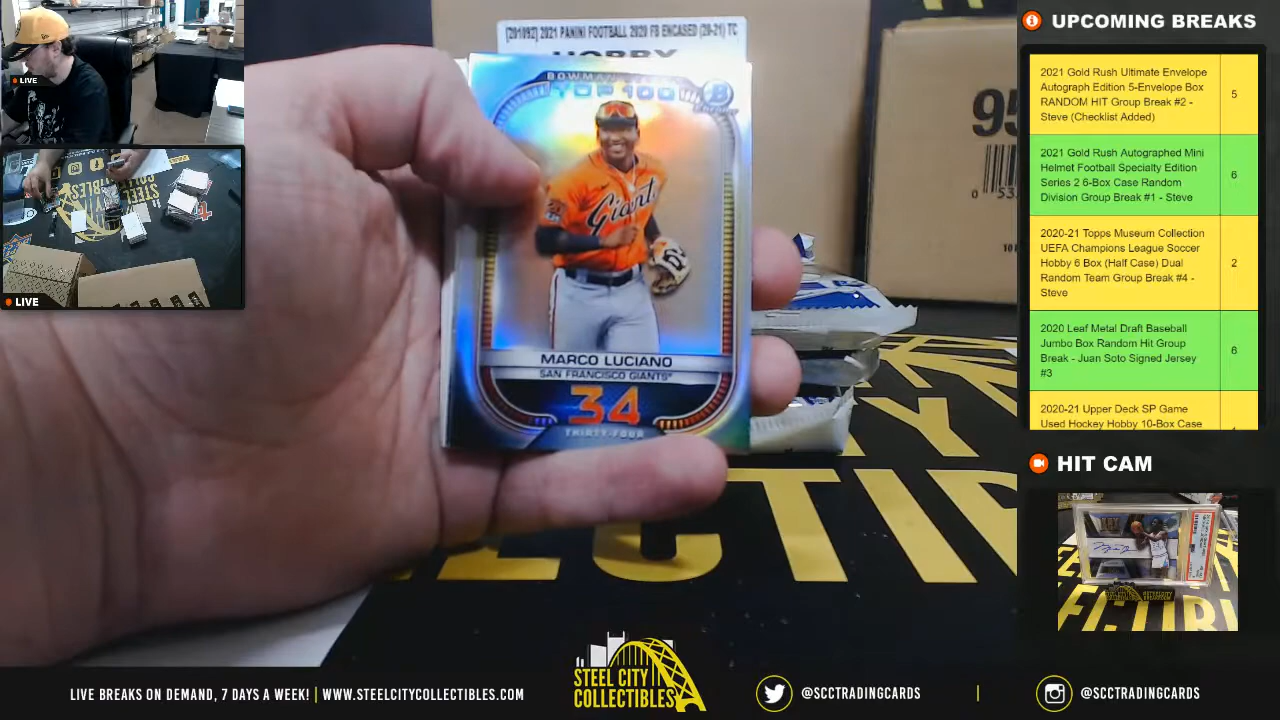 LIVE
LIVE
[201092] 2021 PANINI FOOTBALL 2020 FB ENCASED (20-21) TC
HOBBY
TOP 100
Giants
MARCO LUCIANO
SAN FRANCISCO GIANTS
34
THIRTY-FOUR
95
UPCOMING BREAKS
2021 Gold Rush Ultimate Envelope
Autograph Edition 5-Envelope Box
RANDOM HIT Group Break #2 -
Steve (Checklist Added)
5
2021 Gold Rush Autographed Mini
Helmet Football Specialty Edition
Series 2 6-Box Case Random
Division Group Break #1 - Steve
6
2020-21 Topps Museum Collection
UEFA Champions League Soccer
Hobby 6 Box (Half Case) Dual
Random Team Group Break #4 -
Steve
2
2020 Leaf Metal Draft Baseball
Jumbo Box Random Hit Group
Break - Juan Soto Signed Jersey
#3
6
2020-21 Upper Deck SP Game
Used Hockey Hobby 10-Box Case
HIT CAM
LIVE BREAKS ON DEMAND, 7 DAYS A WEEK! | WWW.STEELCITYCOLLECTIBLES.COM
STEEL CITY
COLLECTIBLES
@SCCTRADINGCARDS | @SCCTRADINGCARDS